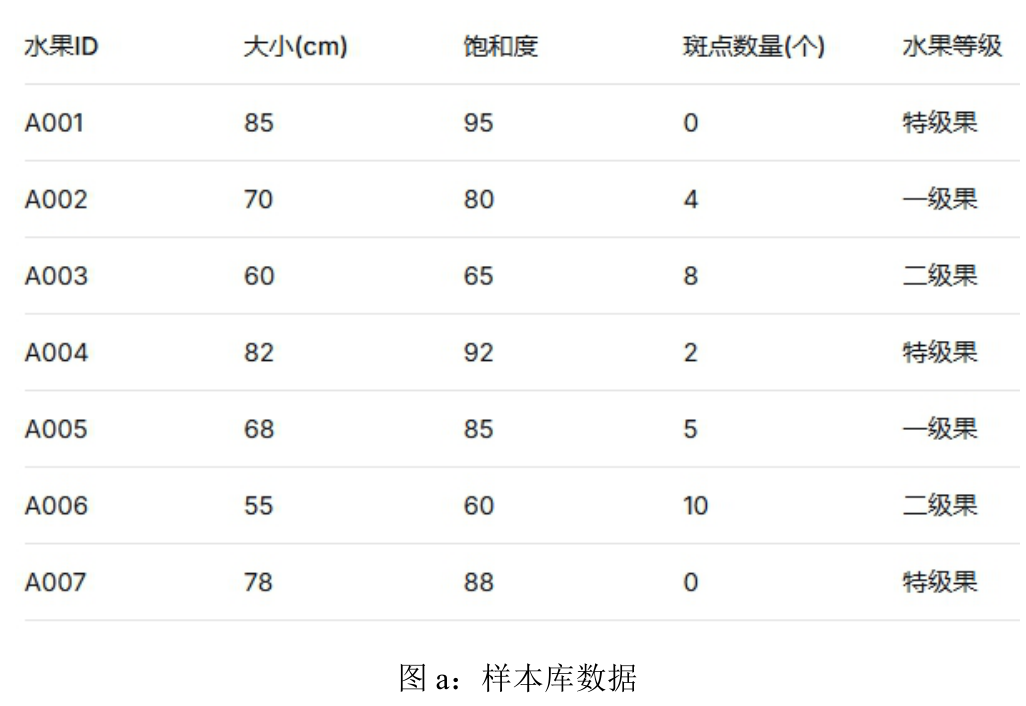 水果ID 大小(cm) 饱和度 斑点数量(个) 水果等级
A001 85 95 0 特级果
A002 70 80 4 一级果
A003 60 65 8 二级果
A004 82 92 2 特级果
A005 68 85 5 一级果
A006 55 60 10 二级果
A007 78 88 0 特级果
图 a：样本库数据